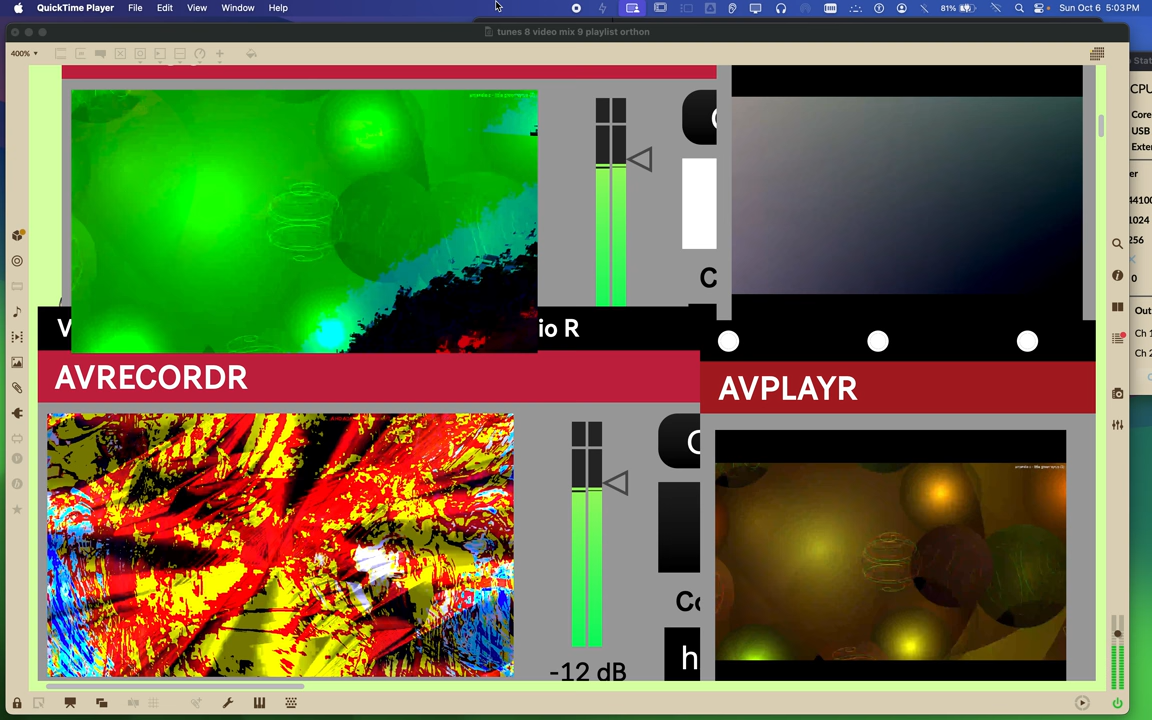 QuickTime Player File Edit View Window Help 81% Sun Oct 6 5:03 PM
tunes 8 video mix 9 playlist orthon
Stat
400%
CPU
Core
USB
Exter
er
44100
1024
256
0
C
V
io R
Out
Ch 1
Ch 2
AVRECORDR
AVPLAYR
C
Co
h
-12 dB